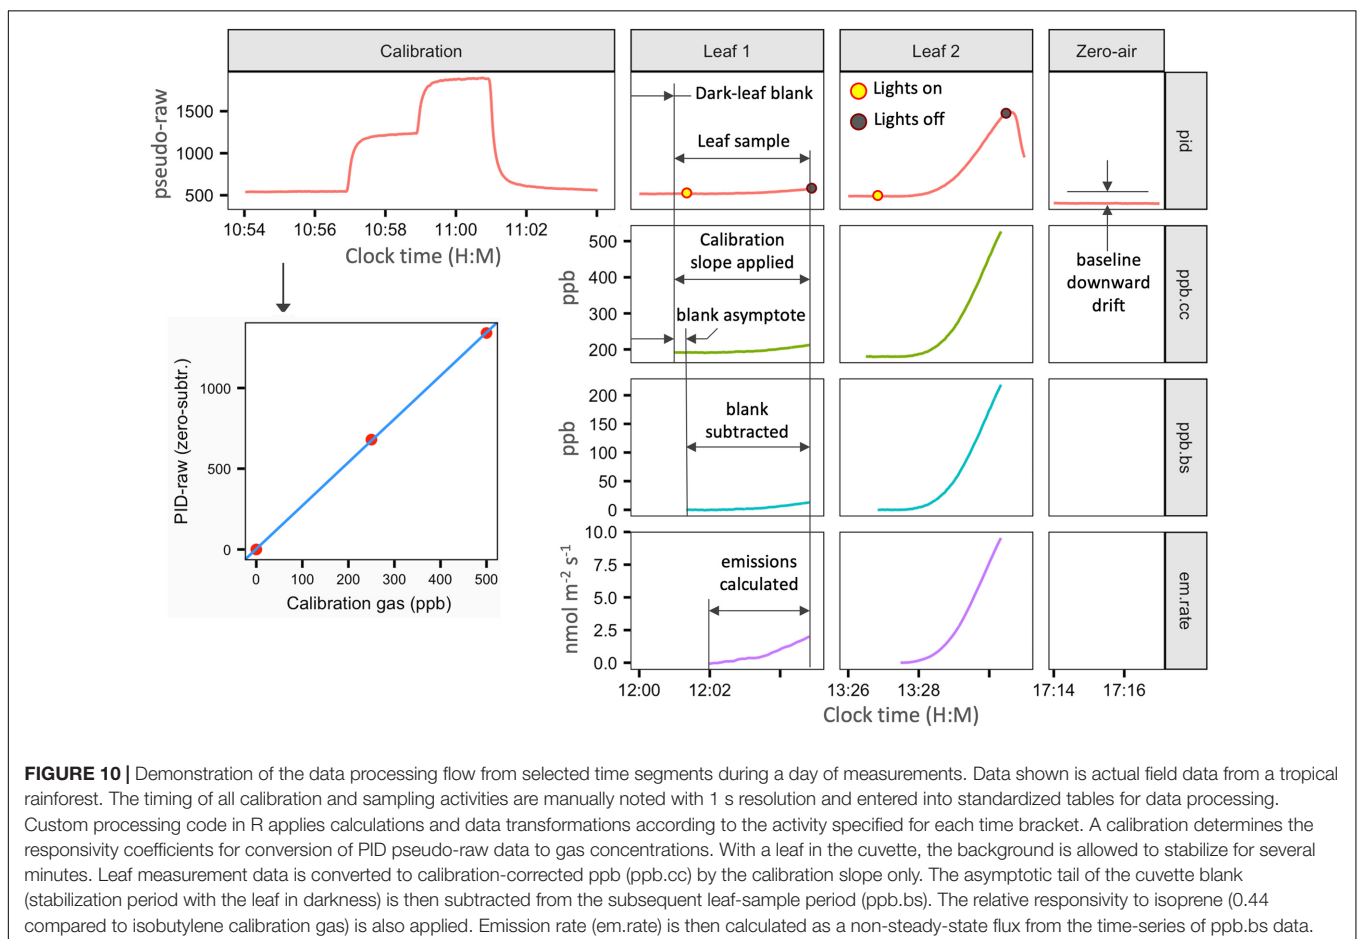 Calibration
Leaf 1
Leaf 2
Zero-air
pseudo-raw
1500
1000
500
10:54
10:56
10:58
11:00
11:02
Clock time (H:M)
Dark-leaf blank
Leaf sample
Lights on
Lights off
pid
PID-raw (zero-subtr.)
1000
500
0
0
100
200
300
400
500
Calibration gas (ppb)
ppb
500
400
300
200
Calibration
slope applied
blank asymptote
baseline
downward
drift
ppb.cc
ppb
200
150
100
50
0
blank
subtracted
ppb.bs
nmol m⁻² s⁻¹
10.0
7.5
5.0
2.5
0.0
emissions
calculated
em.rate
12:00
12:02
13:26
13:28
17:14
17:16
Clock time (H:M)
FIGURE 10 | Demonstration of the data processing flow from selected time segments during a day of measurements. Data shown is actual field data from a tropical
rainforest. The timing of all calibration and sampling activities are manually noted with 1 s resolution and entered into standardized tables for data processing.
Custom processing code in R applies calculations and data transformations according to the activity specified for each time bracket. A calibration determines the
responsivity coefficients for conversion of PID pseudo-raw data to gas concentrations. With a leaf in the cuvette, the background is allowed to stabilize for several
minutes. Leaf measurement data is converted to calibration-corrected ppb (ppb.cc) by the calibration slope only. The asymptotic tail of the cuvette blank
(stabilization period with the leaf in darkness) is then subtracted from the subsequent leaf-sample period (ppb.bs). The relative responsivity to isoprene (0.44
compared to isobutylene calibration gas) is also applied. Emission rate (em.rate) is then calculated as a non-steady-state flux from the time-series of ppb.bs data.